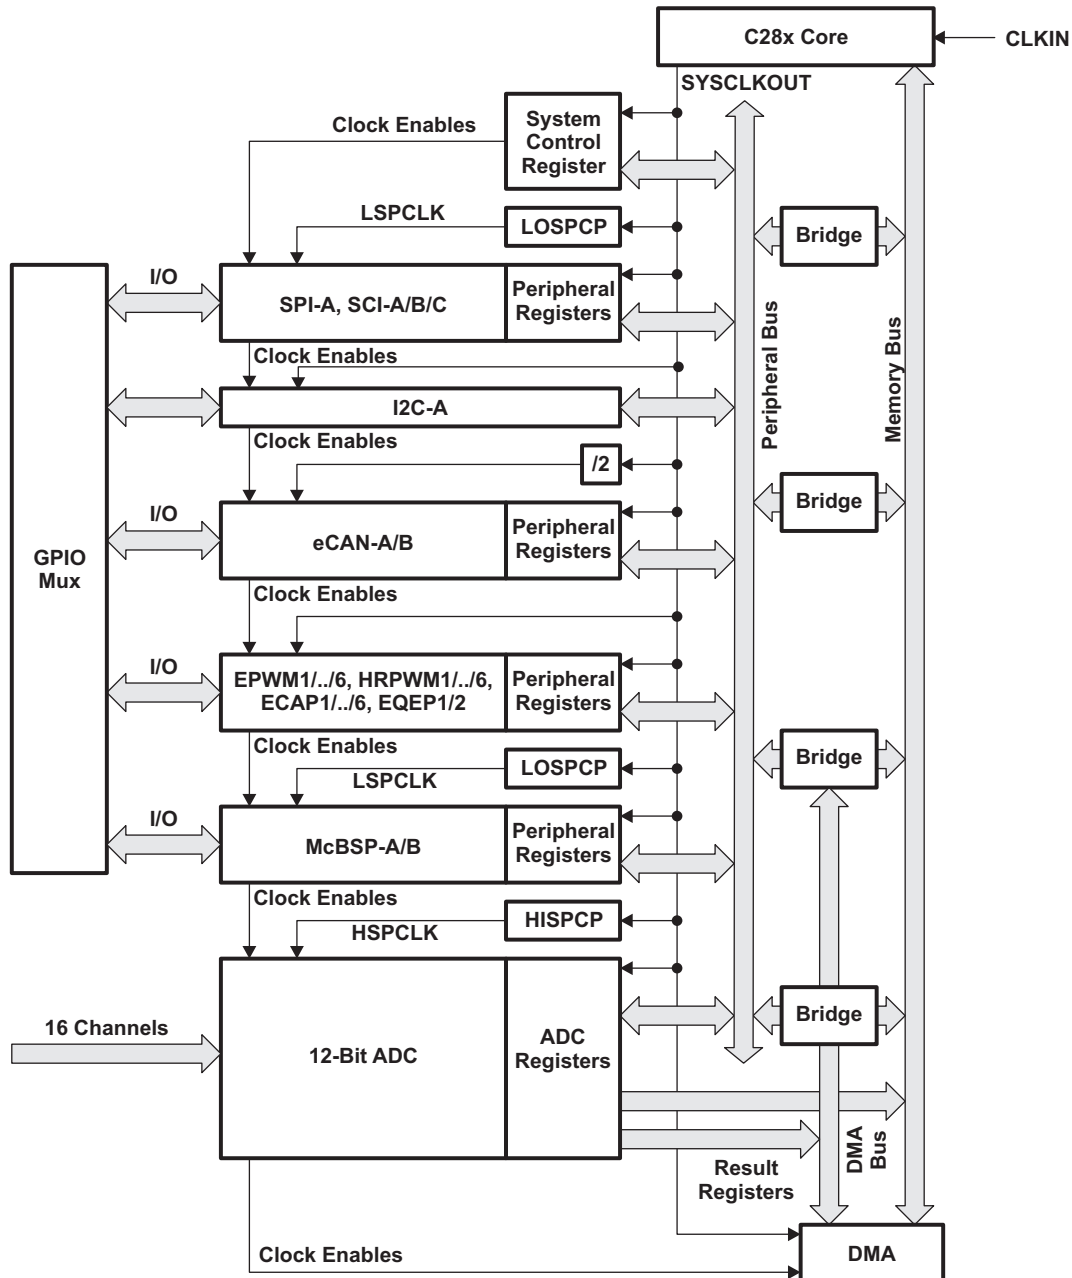 C28x Core
CLKIN
SYSCLKOUT
Clock Enables
System
Control
Register
LSPCLK
LOSPCP
Bridge
I/O
SPI-A, SCI-A/B/C
Peripheral
Registers
Peripheral Bus
Memory Bus
Clock Enables
I2C-A
Clock Enables
/2
Bridge
I/O
eCAN-A/B
Peripheral
Registers
GPIO
Mux
Clock Enables
I/O
EPWM1/../6, HRPWM1/../6,
ECAP1/../6, EQEP1/2
Peripheral
Registers
Clock Enables
LSPCLK
LOSPCP
Bridge
I/O
McBSP-A/B
Peripheral
Registers
Clock Enables
HSPCLK
HISPCP
16 Channels
12-Bit ADC
ADC
Registers
Bridge
DMA
Bus
Result
Registers
Clock Enables
DMA